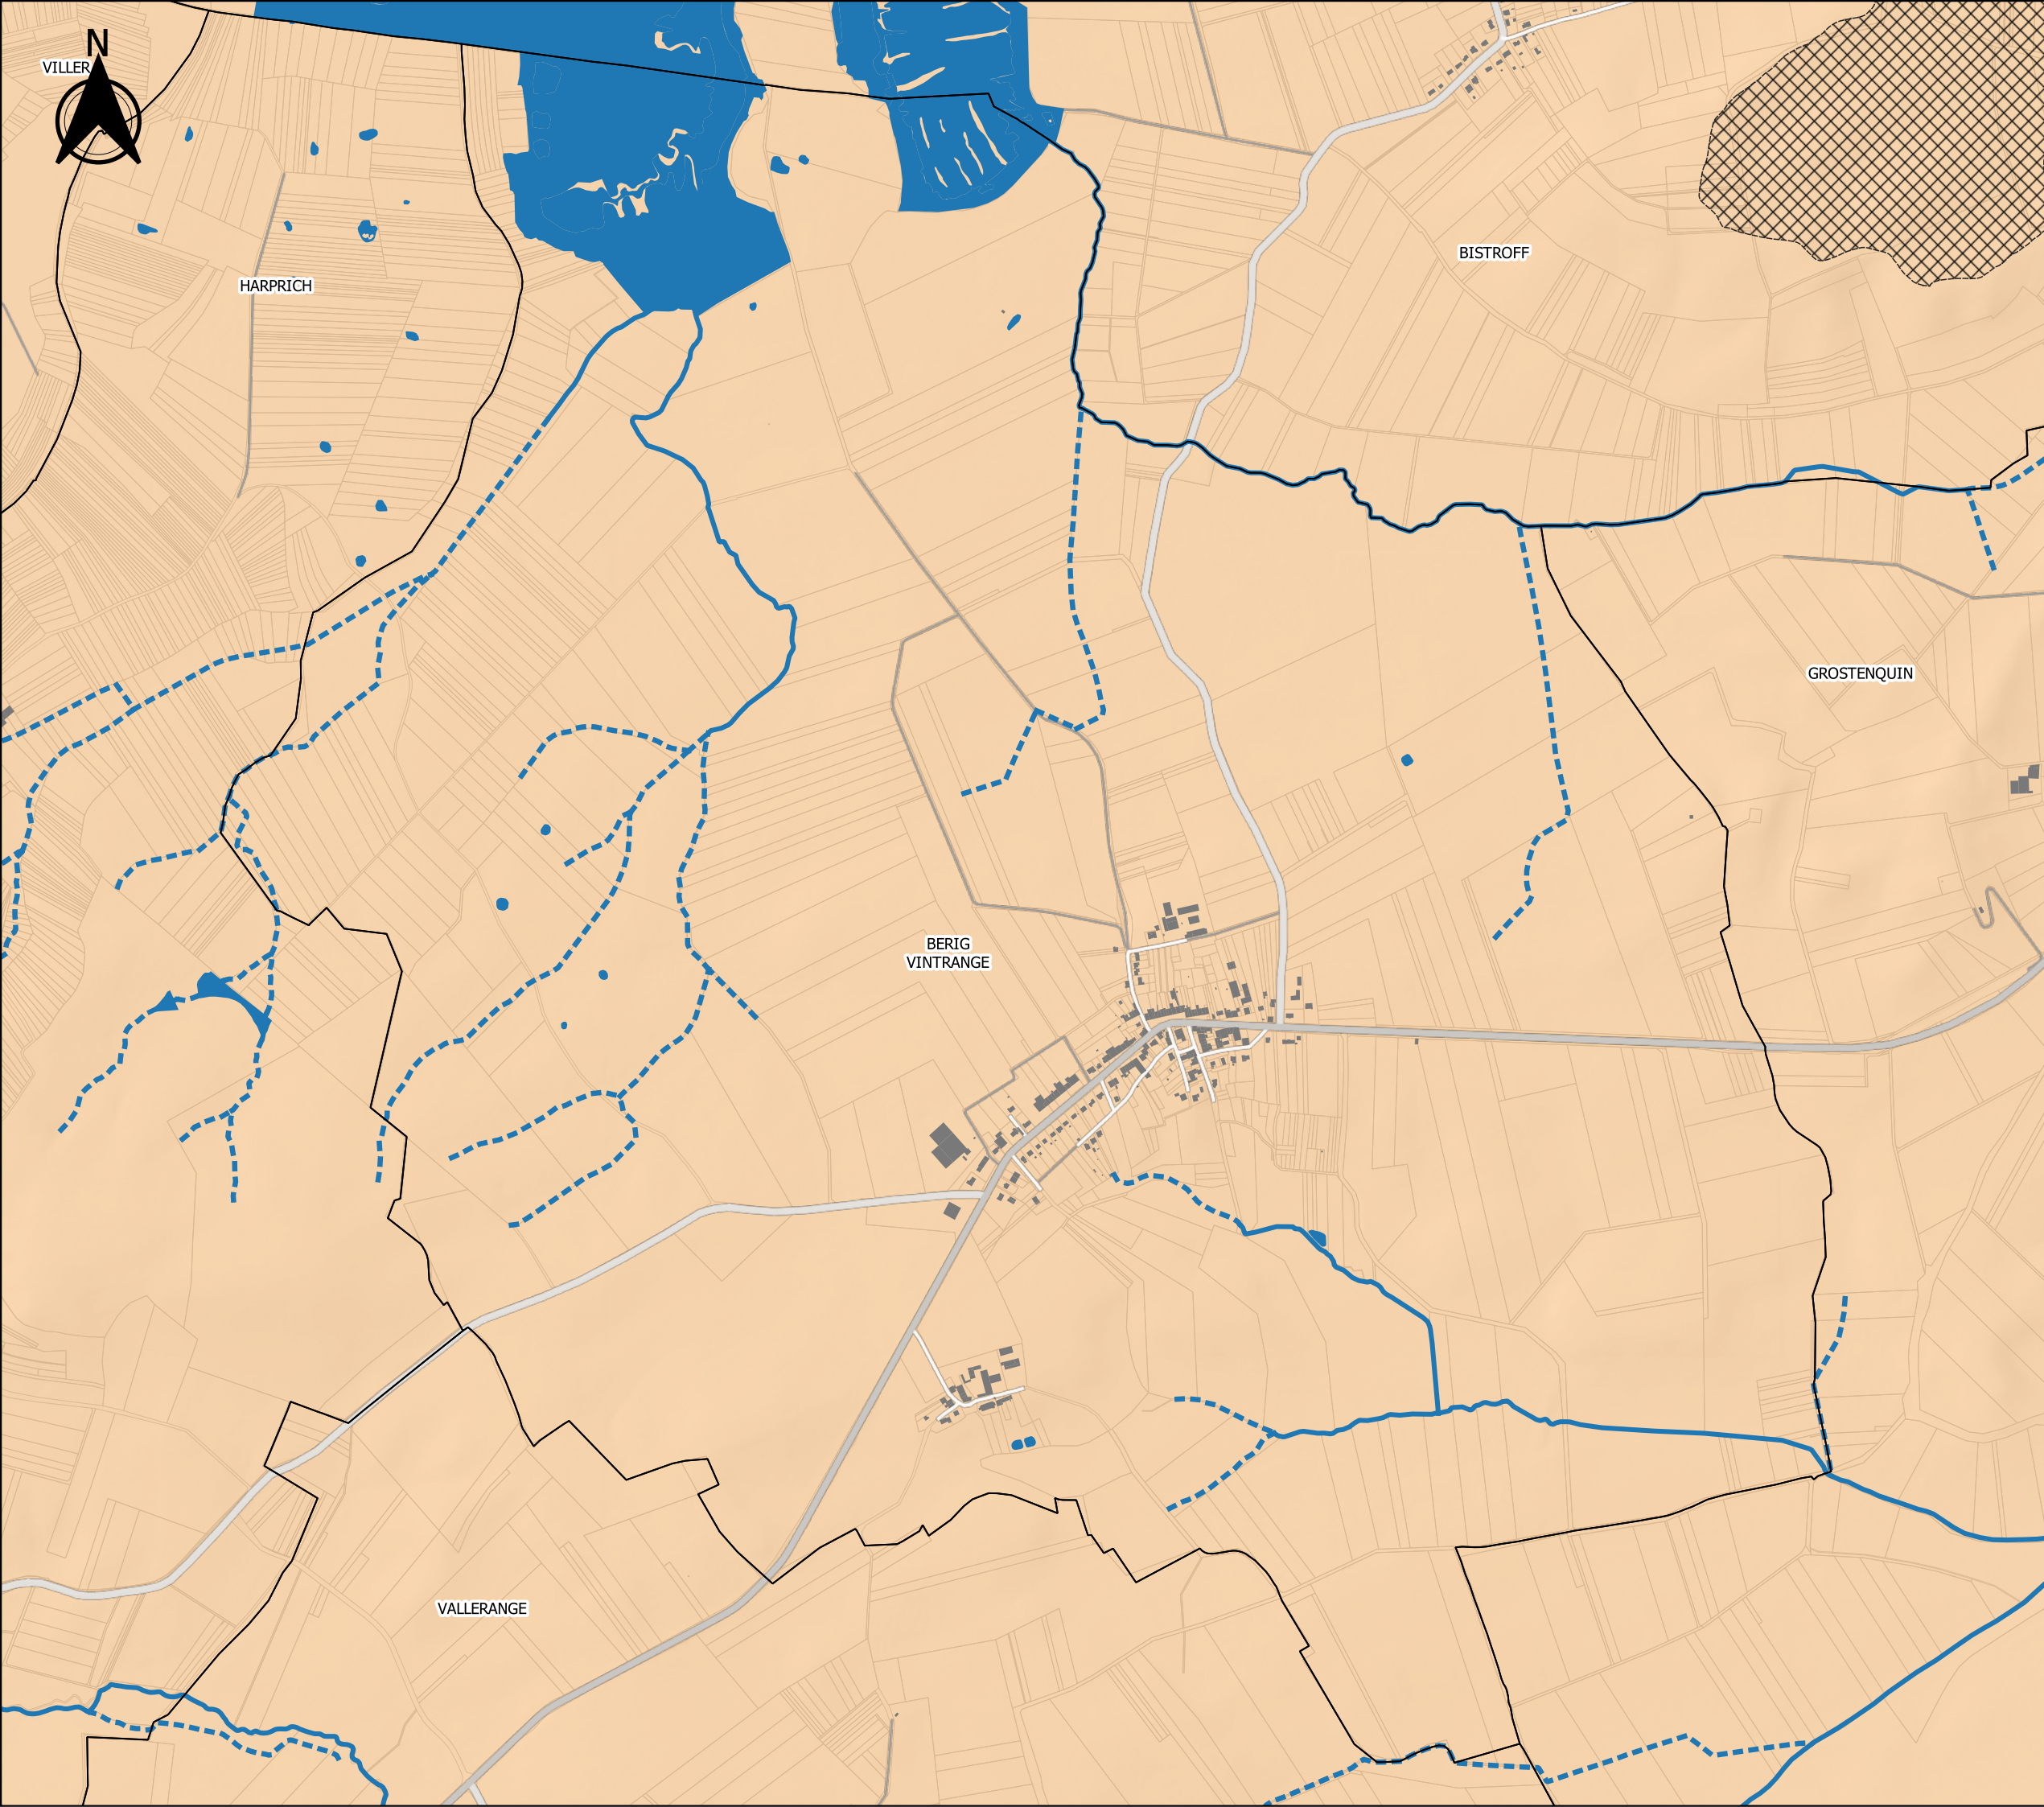 N
VILLER
BISTROFF
HARPRICH
GROSTENQUIN
BERIG
VINTRANGE
VALLERANGE